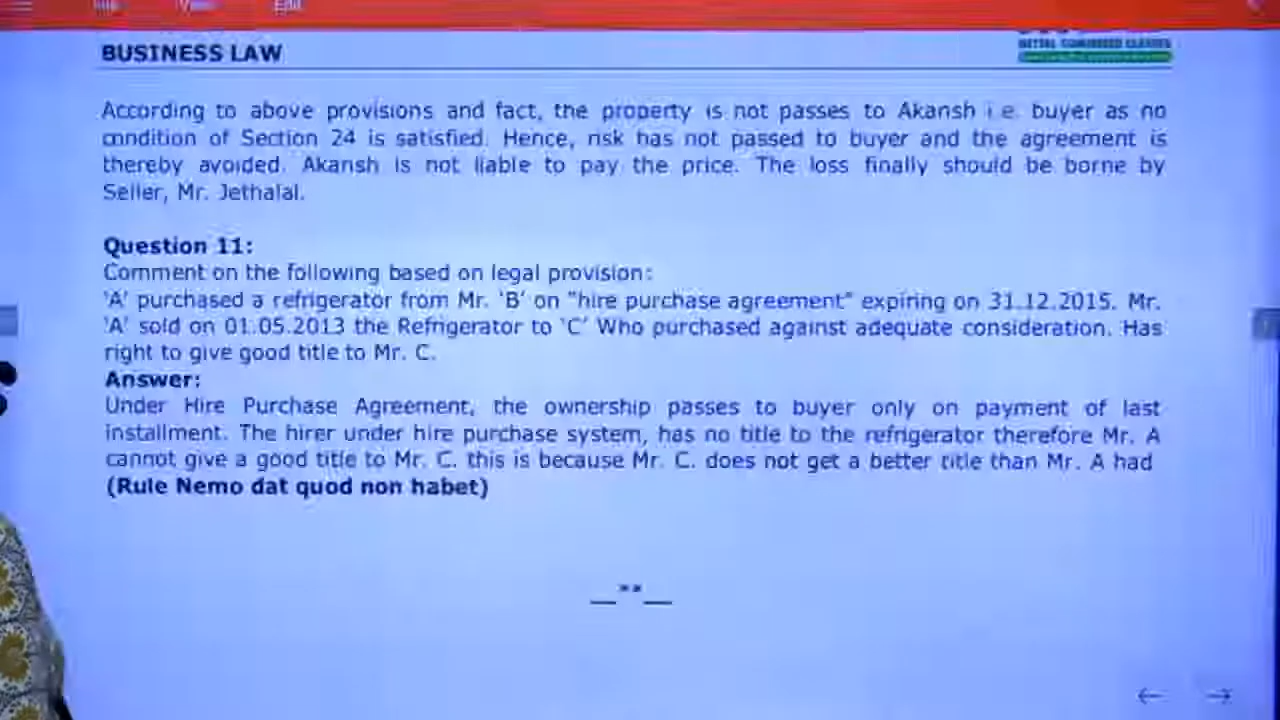 Edit
BUSINESS LAW
According to above provisions and fact, the property is not passes to Akansh i.e. buyer as no
condition of Section 24 is satisfied. Hence, risk has not passed to buyer and the agreement is
thereby avoided. Akansh is not liable to pay the price. The loss finally should be borne by
Seller, Mr. Jethalal.
Question 11:
Comment on the following based on legal provision:
'A' purchased a refrigerator from Mr. 'B' on "hire purchase agreement" expiring on 31.12.2015. Mr.
'A' sold on 01.05.2013 the Refrigerator to 'C' Who purchased against adequate consideration. Has
right to give good title to Mr. C.
Answer:
Under Hire Purchase Agreement, the ownership passes to buyer only on payment of last
installment. The hirer under hire purchase system, has no title to the refrigerator therefore Mr. A
cannot give a good title to Mr. C. this is because Mr. C. does not get a better title than Mr. A had
(Rule Nemo dat quod non habet)
__**__